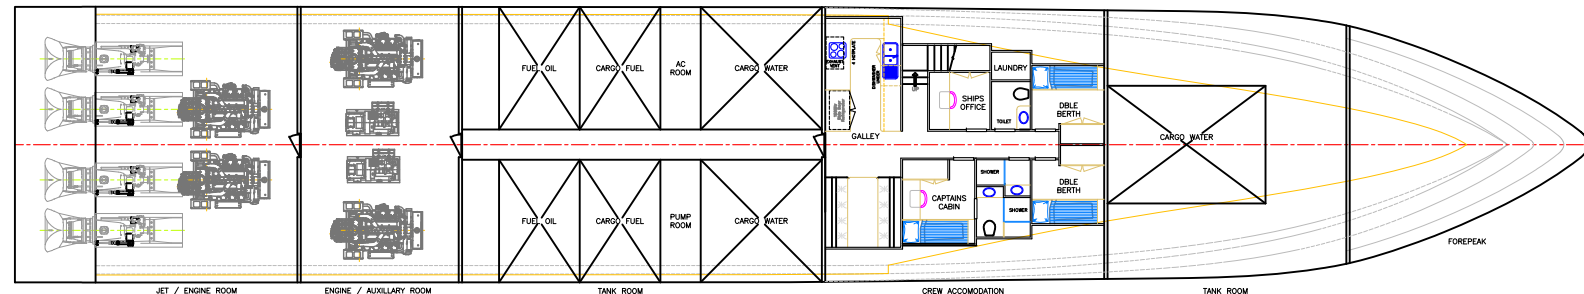 FUEL OIL
CARGO FUEL
AC
ROOM
CARGO WATER
4 HOTPLATE
GALLEY
LAUNDRY
SHIPS
OFFICE
TOILET
DBLE
BERTH
CARGO WATER
FUEL OIL
CARGO FUEL
PUMP
ROOM
CARGO WATER
CAPTAINS
CABIN
SHOWER
SHOWER
DBLE
BERTH
FOREPEAK
JET / ENGINE ROOM
ENGINE / AUXILLARY ROOM
TANK ROOM
CREW ACCOMODATION
TANK ROOM